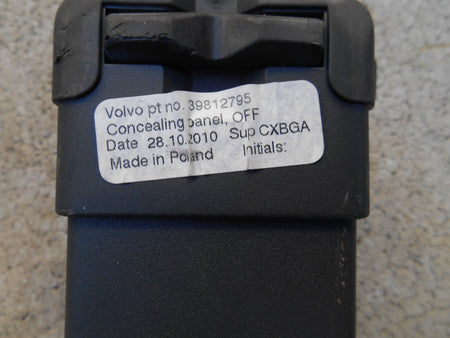 Volvo pt no. 39812795
Concealing panel, OFF
Date 28.10.2010 Sup CXBGA
Made in Poland Initials: